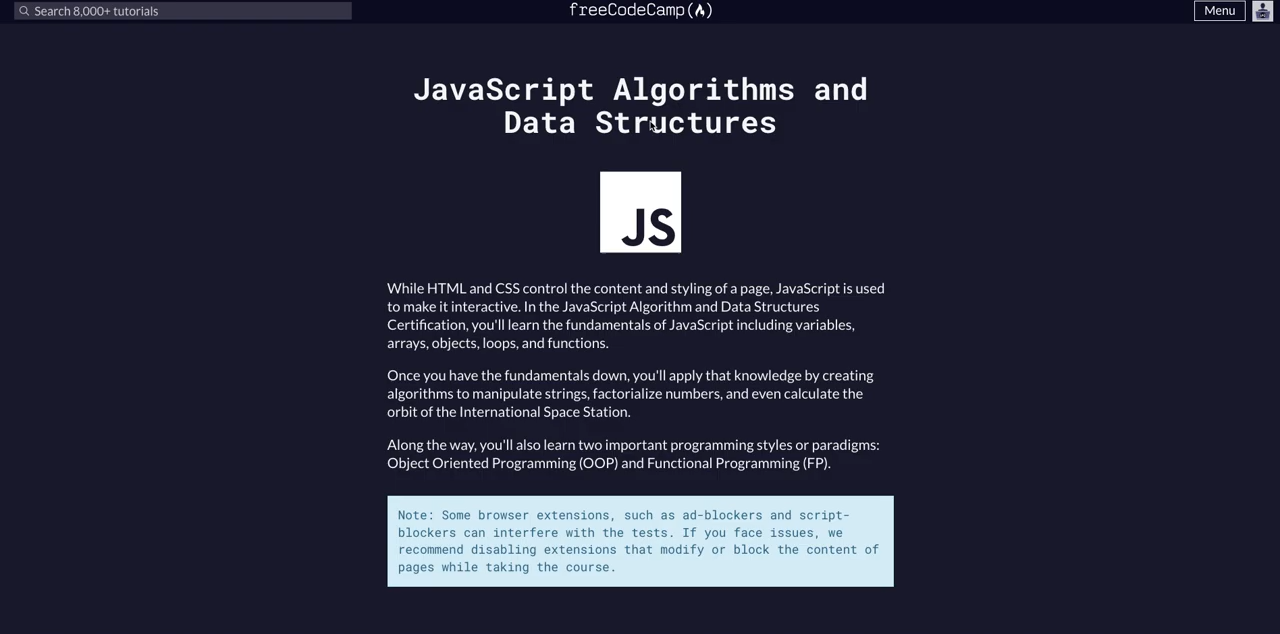 Search 8,000+ tutorials
freeCodeCamp(🔥)
Menu
JavaScript Algorithms and
Data Structures
JS
While HTML and CSS control the content and styling of a page, JavaScript is used
to make it interactive. In the JavaScript Algorithm and Data Structures
Certification, you'll learn the fundamentals of JavaScript including variables,
arrays, objects, loops, and functions.
Once you have the fundamentals down, you'll apply that knowledge by creating
algorithms to manipulate strings, factorialize numbers, and even calculate the
orbit of the International Space Station.
Along the way, you'll also learn two important programming styles or paradigms:
Object Oriented Programming (OOP) and Functional Programming (FP).
Note: Some browser extensions, such as ad-blockers and script-
blockers can interfere with the tests. If you face issues, we
recommend disabling extensions that modify or block the content of
pages while taking the course.